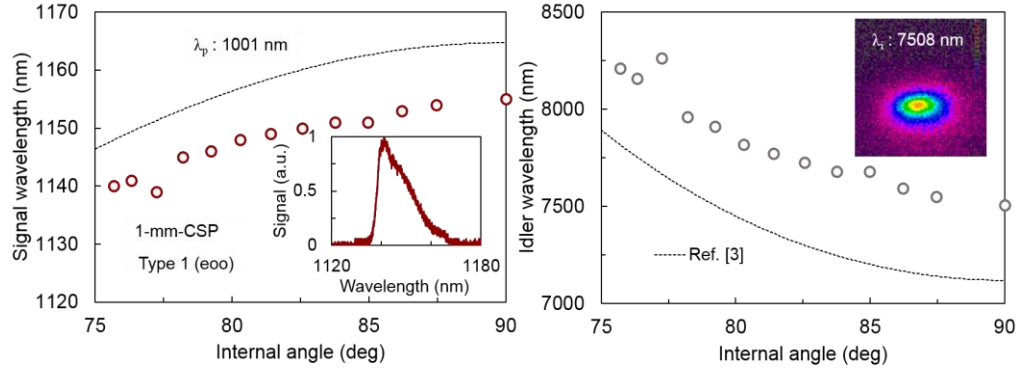 1170
1160
1150
1140
1130
1120
Signal wavelength (nm)
λp : 1001 nm
1-mm-CSP
Type 1 (eoo)
1
0.5
0
Signal (a.u.)
1120
1180
Wavelength (nm)
75
80
85
90
Internal angle (deg)
8500
8000
7500
7000
Idler wavelength (nm)
λi : 7508 nm
Ref. [3]
75
80
85
90
Internal angle (deg)